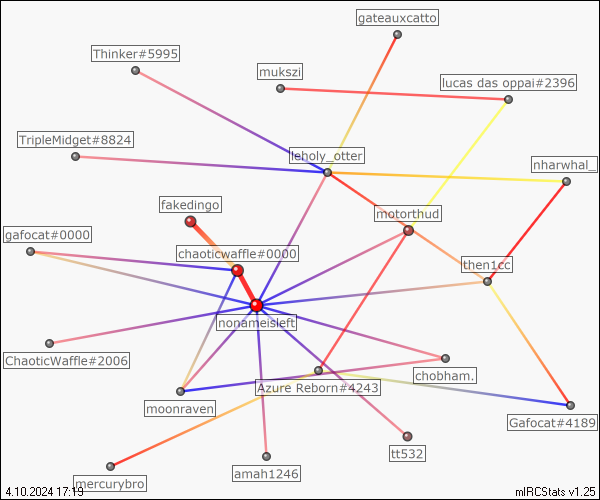 gateauxcatto
Thinker#5995
mukszi
lucas das oppai#2396
TripleMidget#8824
leholy_otter
nharwhal_
fakedingo
motorthud
gafocat#0000
chaoticwaffle#0000
then1cc
nonameisleft
ChaoticWaffle#2006
chobham.
Azure Reborn#4243
moonraven
Gafocat#4189
tt532
amah1246
mercurybro
4.10.2024 17:19
mIRCStats v1.25